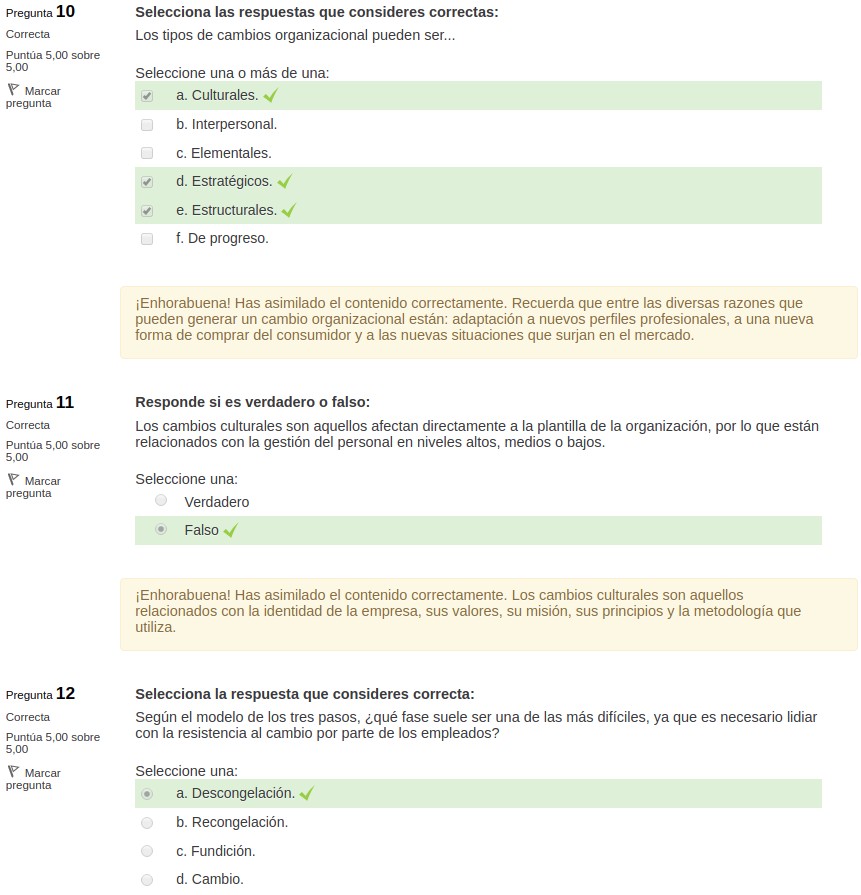 Pregunta 10
Correcta
Puntúa 5,00 sobre
5,00
Marcar
pregunta
Selecciona las respuestas que consideres correctas:
Los tipos de cambios organizacional pueden ser...
Seleccione una o más de una:
a. Culturales.
b. Interpersonal.
c. Elementales.
d. Estratégicos.
e. Estructurales.
f. De progreso.
¡Enhorabuena! Has asimilado el contenido correctamente. Recuerda que entre las diversas razones que
pueden generar un cambio organizacional están: adaptación a nuevos perfiles profesionales, a una nueva
forma de comprar del consumidor y a las nuevas situaciones que surjan en el mercado.
Pregunta 11
Correcta
Puntúa 5,00 sobre
5,00
Marcar
pregunta
Responde si es verdadero o falso:
Los cambios culturales son aquellos afectan directamente a la plantilla de la organización, por lo que están
relacionados con la gestión del personal en niveles altos, medios o bajos.
Seleccione una:
Verdadero
Falso
¡Enhorabuena! Has asimilado el contenido correctamente. Los cambios culturales son aquellos
relacionados con la identidad de la empresa, sus valores, su misión, sus principios y la metodología que
utiliza.
Pregunta 12
Correcta
Puntúa 5,00 sobre
5,00
Marcar
pregunta
Selecciona la respuesta que consideres correcta:
Según el modelo de los tres pasos, ¿qué fase suele ser una de las más difíciles, ya que es necesario lidiar
con la resistencia al cambio por parte de los empleados?
Seleccione una:
a. Descongelación.
b. Recongelación.
c. Fundición.
d. Cambio.